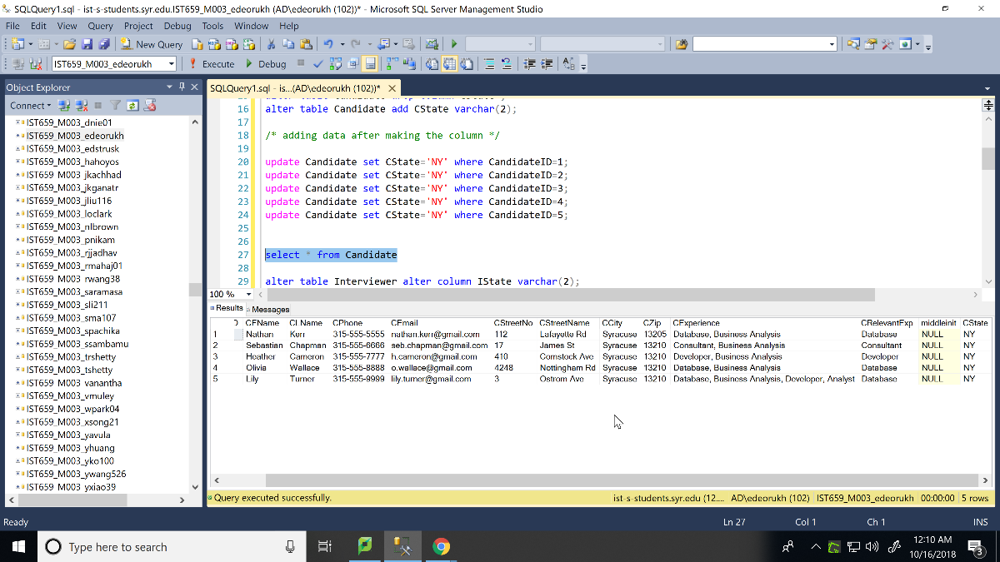 SQLQuery1.sql - ist-s-students.syr.edu.IST659_M003_edeorukh (AD\edeorukh (102))* - Microsoft SQL Server Management Studio
File Edit View Query Project Debug Tools Window Help
New Query
IST659_M003_edeorukh Execute Debug
Object Explorer
Connect
IST659_M003_dnie01
IST659_M003_edeorukh
IST659_M003_edstrusk
IST659_M003_hahoyos
IST659_M003_jkachhad
IST659_M003_jkganatr
IST659_M003_jliu116
IST659_M003_loclark
IST659_M003_nlbrown
IST659_M003_pnikam
IST659_M003_rjjadhav
IST659_M003_rmahaj01
IST659_M003_rwang38
IST659_M003_saramasa
IST659_M003_sli211
IST659_M003_sma107
IST659_M003_spachika
IST659_M003_ssambamu
IST659_M003_trshetty
IST659_M003_tshetty
IST659_M003_vanantha
IST659_M003_vmuley
IST659_M003_wpark04
IST659_M003_xsong21
IST659_M003_yavula
IST659_M003_yhuang
IST659_M003_yko100
IST659_M003_ywang526
IST659_M003_yxiao39
SQLQuery1.sql - is...(AD\edeorukh (102))*
16 alter table Candidate add CState varchar(2);
17
18 /* adding data after making the column */
19
20 update Candidate set CState='NY' where CandidateID=1;
21 update Candidate set CState='NY' where CandidateID=2;
22 update Candidate set CState='NY' where CandidateID=3;
23 update Candidate set CState='NY' where CandidateID=4;
24 update Candidate set CState='NY' where CandidateID=5;
25
26
27 select * from Candidate
28
29 alter table Interviewer alter column IState varchar(2);
100 %
Results Messages
CFName CLName CPhone CEmail CStreetNo CStreetName CCity CZip CExperience CRelevantExp middleinit CState
1 Nathan Kerr 315-555-5555 nathan.kerr@gmail.com 112 Lafayette Rd Syracuse 13205 Database, Business Analysis Database NULL NY
2 Sebastian Chapman 315-555-6666 seb.chapman@gmail.com 17 James St Syracuse 13210 Consultant, Business Analysis Consultant NULL NY
3 Heather Cameron 315-555-7777 h.cameron@gmail.com 410 Comstock Ave Syracuse 13210 Developer, Business Analysis Developer NULL NY
4 Olivia Wallace 315-555-8888 o.wallace@gmail.com 4248 Nottingham Rd Syracuse 13210 Database, Business Analysis Database NULL NY
5 Lily Turner 315-555-9999 lily.turner@gmail.com 3 Ostrom Ave Syracuse 13210 Database, Business Analysis, Developer, Analyst Database NULL NY
Query executed successfully. ist-s-students.syr.edu (12.... AD\edeorukh (102) IST659_M003_edeorukh 00:00:00 5 rows
Ready Ln 27 Col 1 Ch 1 INS
Type here to search
12:10 AM
10/16/2018
3